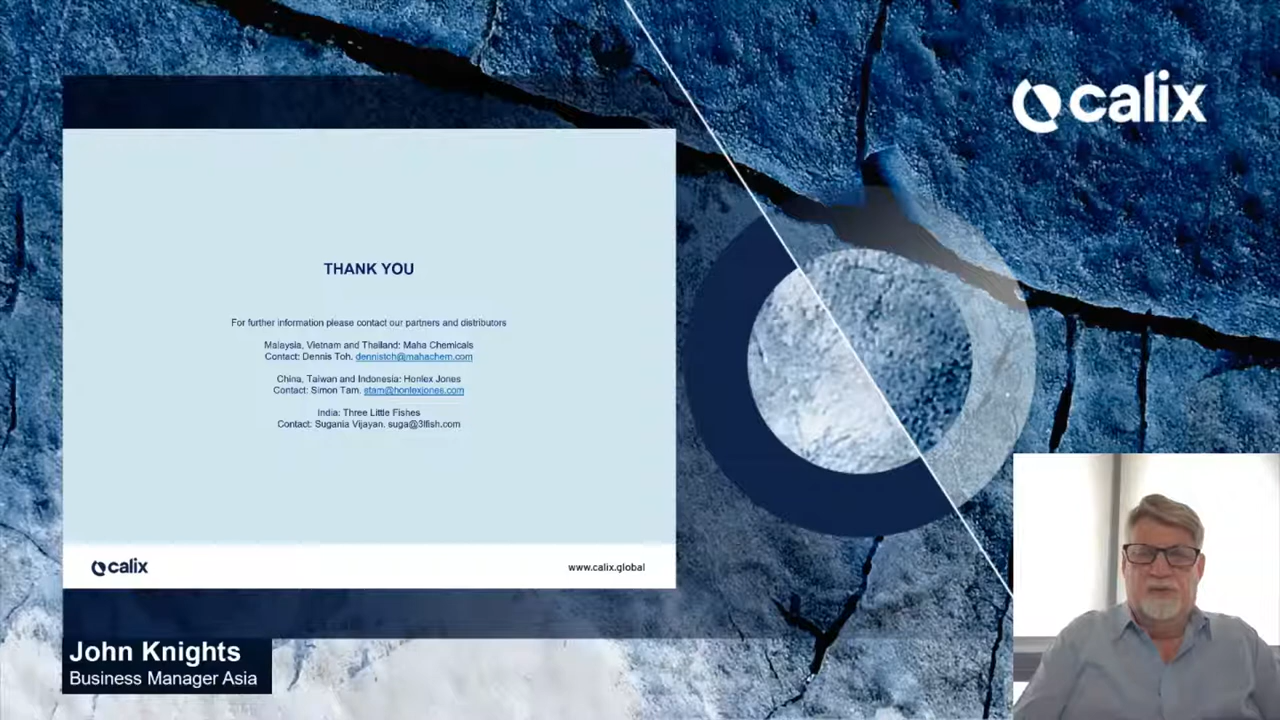 calix
THANK YOU
For further information please contact our partners and distributors
Malaysia, Vietnam and Thailand: Maha Chemicals
Contact: Dennis Toh. dennistoh@mahachem.com
China, Taiwan and Indonesia: Honlex Jones
Contact: Simon Tam. stam@honlexjones.com
India: Three Little Fishes
Contact: Sugania Vijayan. suga@3lfish.com
calix
www.calix.global
John Knights
Business Manager Asia